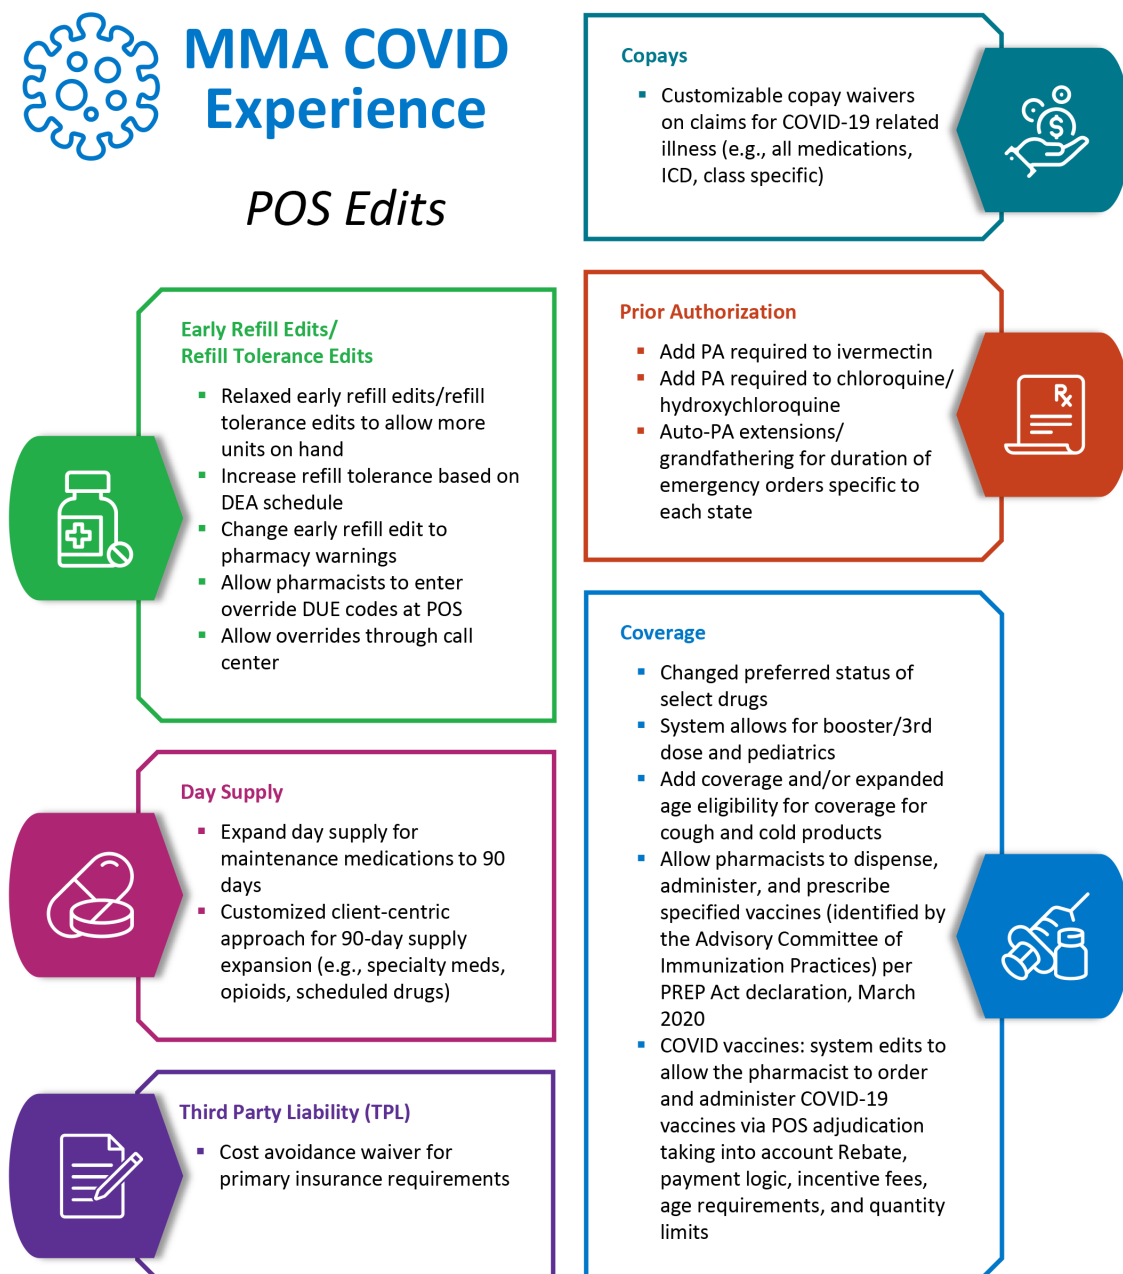 MMA COVID
Experience
POS Edits
Early Refill Edits/
Refill Tolerance Edits
▪ Relaxed early refill edits/refill
tolerance edits to allow more
units on hand
▪ Increase refill tolerance based on
DEA schedule
▪ Change early refill edit to
pharmacy warnings
▪ Allow pharmacists to enter
override DUE codes at POS
▪ Allow overrides through call
center
Day Supply
▪ Expand day supply for
maintenance medications to 90
days
▪ Customized client-centric
approach for 90-day supply
expansion (e.g., specialty meds,
opioids, scheduled drugs)
Third Party Liability (TPL)
▪ Cost avoidance waiver for
primary insurance requirements
Copays
▪ Customizable copay waivers
on claims for COVID-19 related
illness (e.g., all medications,
ICD, class specific)
$
Prior Authorization
▪ Add PA required to ivermectin
▪ Add PA required to chloroquine/
hydroxychloroquine
▪ Auto-PA extensions/
grandfathering for duration of
emergency orders specific to
each state
Rx
Coverage
▪ Changed preferred status of
select drugs
▪ System allows for booster/3rd
dose and pediatrics
▪ Add coverage and/or expanded
age eligibility for coverage for
cough and cold products
▪ Allow pharmacists to dispense,
administer, and prescribe
specified vaccines (identified by
the Advisory Committee of
Immunization Practices) per
PREP Act declaration, March
2020
▪ COVID vaccines: system edits to
allow the pharmacist to order
and administer COVID-19
vaccines via POS adjudication
taking into account Rebate,
payment logic, incentive fees,
age requirements, and quantity
limits